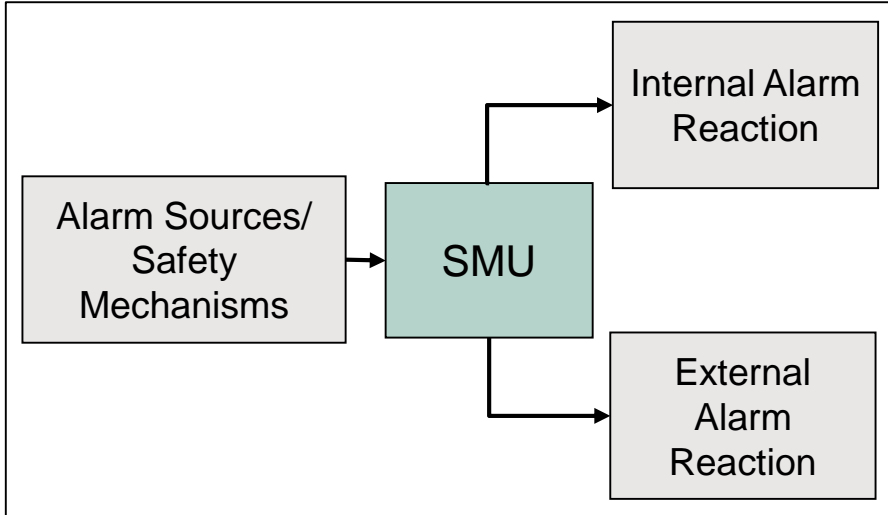 Internal Alarm
Reaction
Alarm Sources/
Safety
Mechanisms
SMU
External
Alarm
Reaction